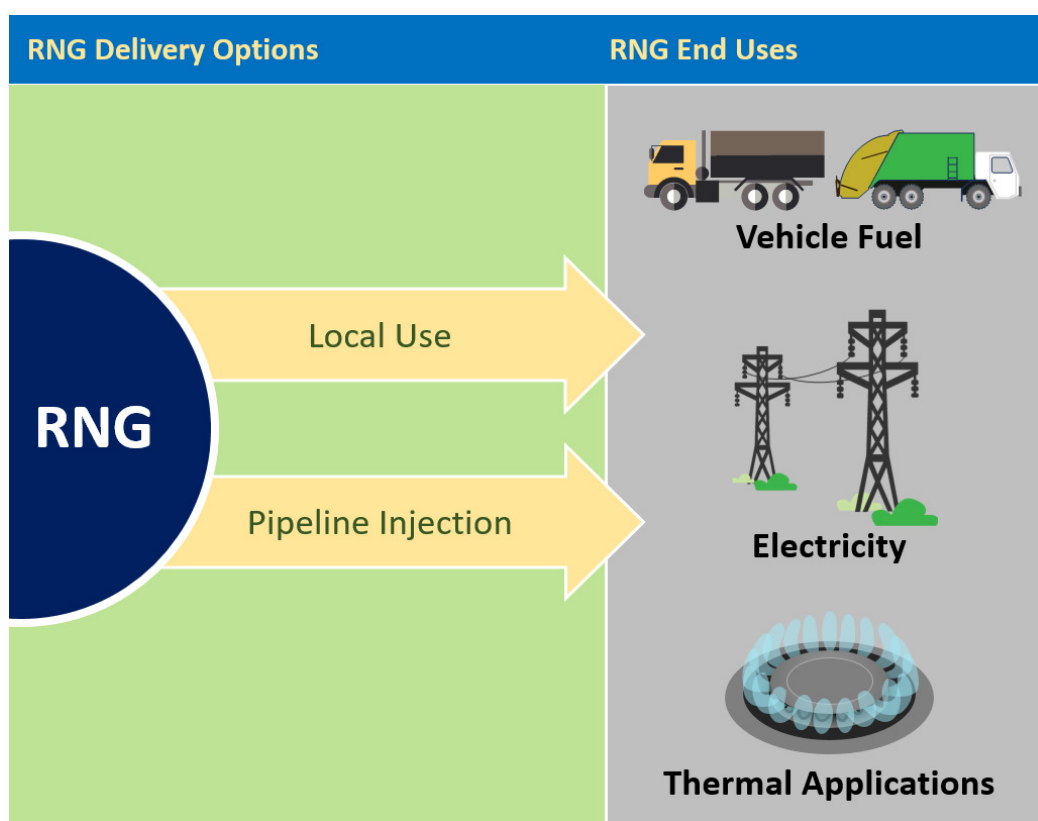 RNG Delivery Options
RNG End Uses
RNG
Local Use
Pipeline Injection
Vehicle Fuel
Electricity
Thermal Applications